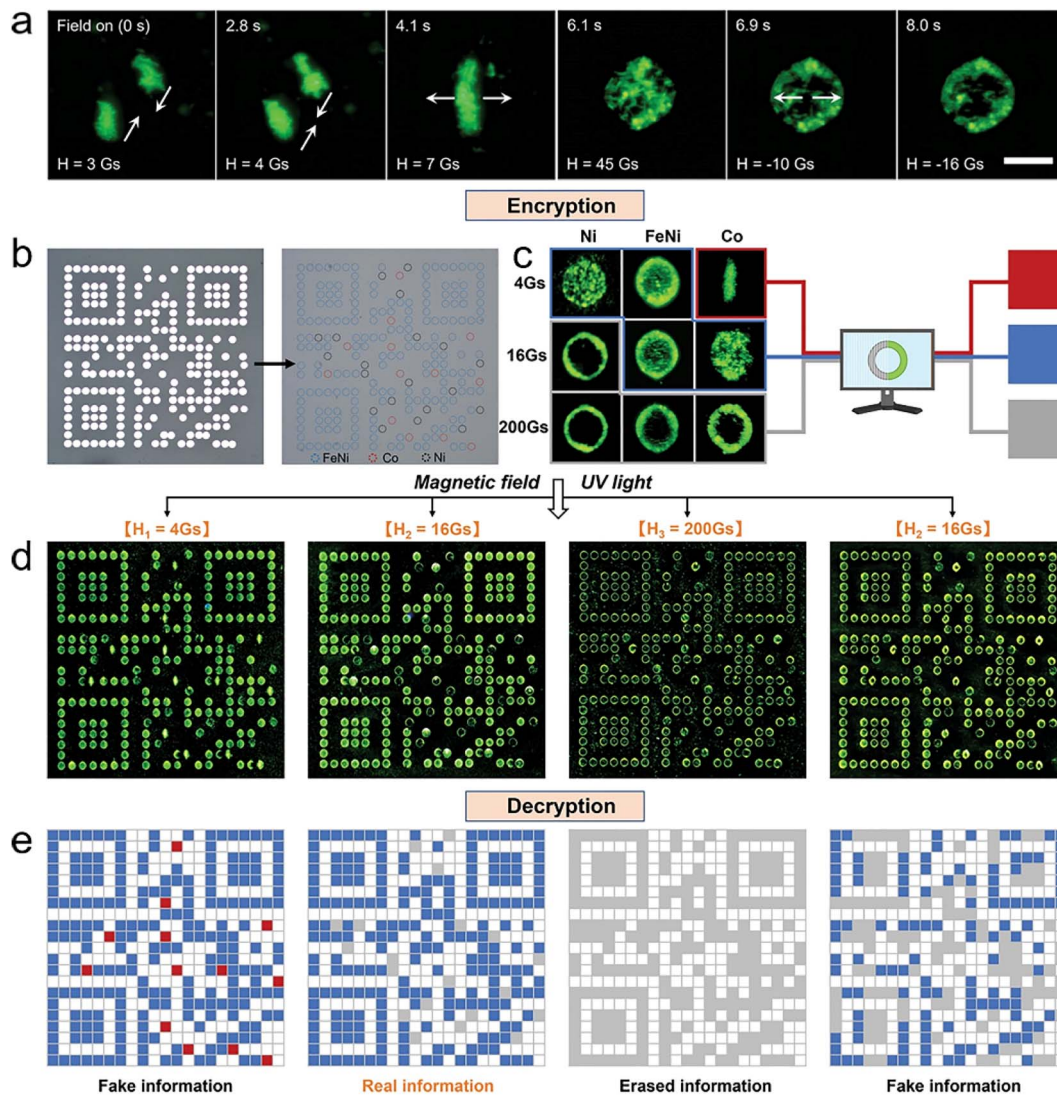 a
Field on (0 s)
2.8 s
4.1 s
6.1 s
6.9 s
8.0 s
H = 3 Gs
H = 4 Gs
H = 7 Gs
H = 45 Gs
H = -10 Gs
H = -16 Gs
Encryption
b
FeNi
Co
Ni
c
Ni
FeNi
Co
4Gs
16Gs
200Gs
Magnetic field
UV light
【H₁ = 4Gs】
【H₂ = 16Gs】
【H₃ = 200Gs】
【H₂ = 16Gs】
d
Decryption
e
Fake information
Real information
Erased information
Fake information